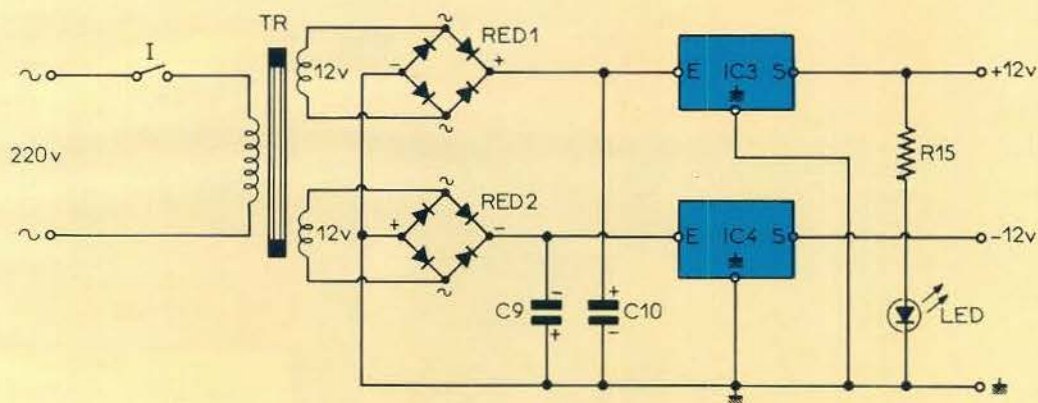 TR
I
220v
12v
RED1
- +
E IC3 S
+12v
R15
12v
RED2
+ -
E IC4 S
-12v
C9
- +
C10
+ -
LED